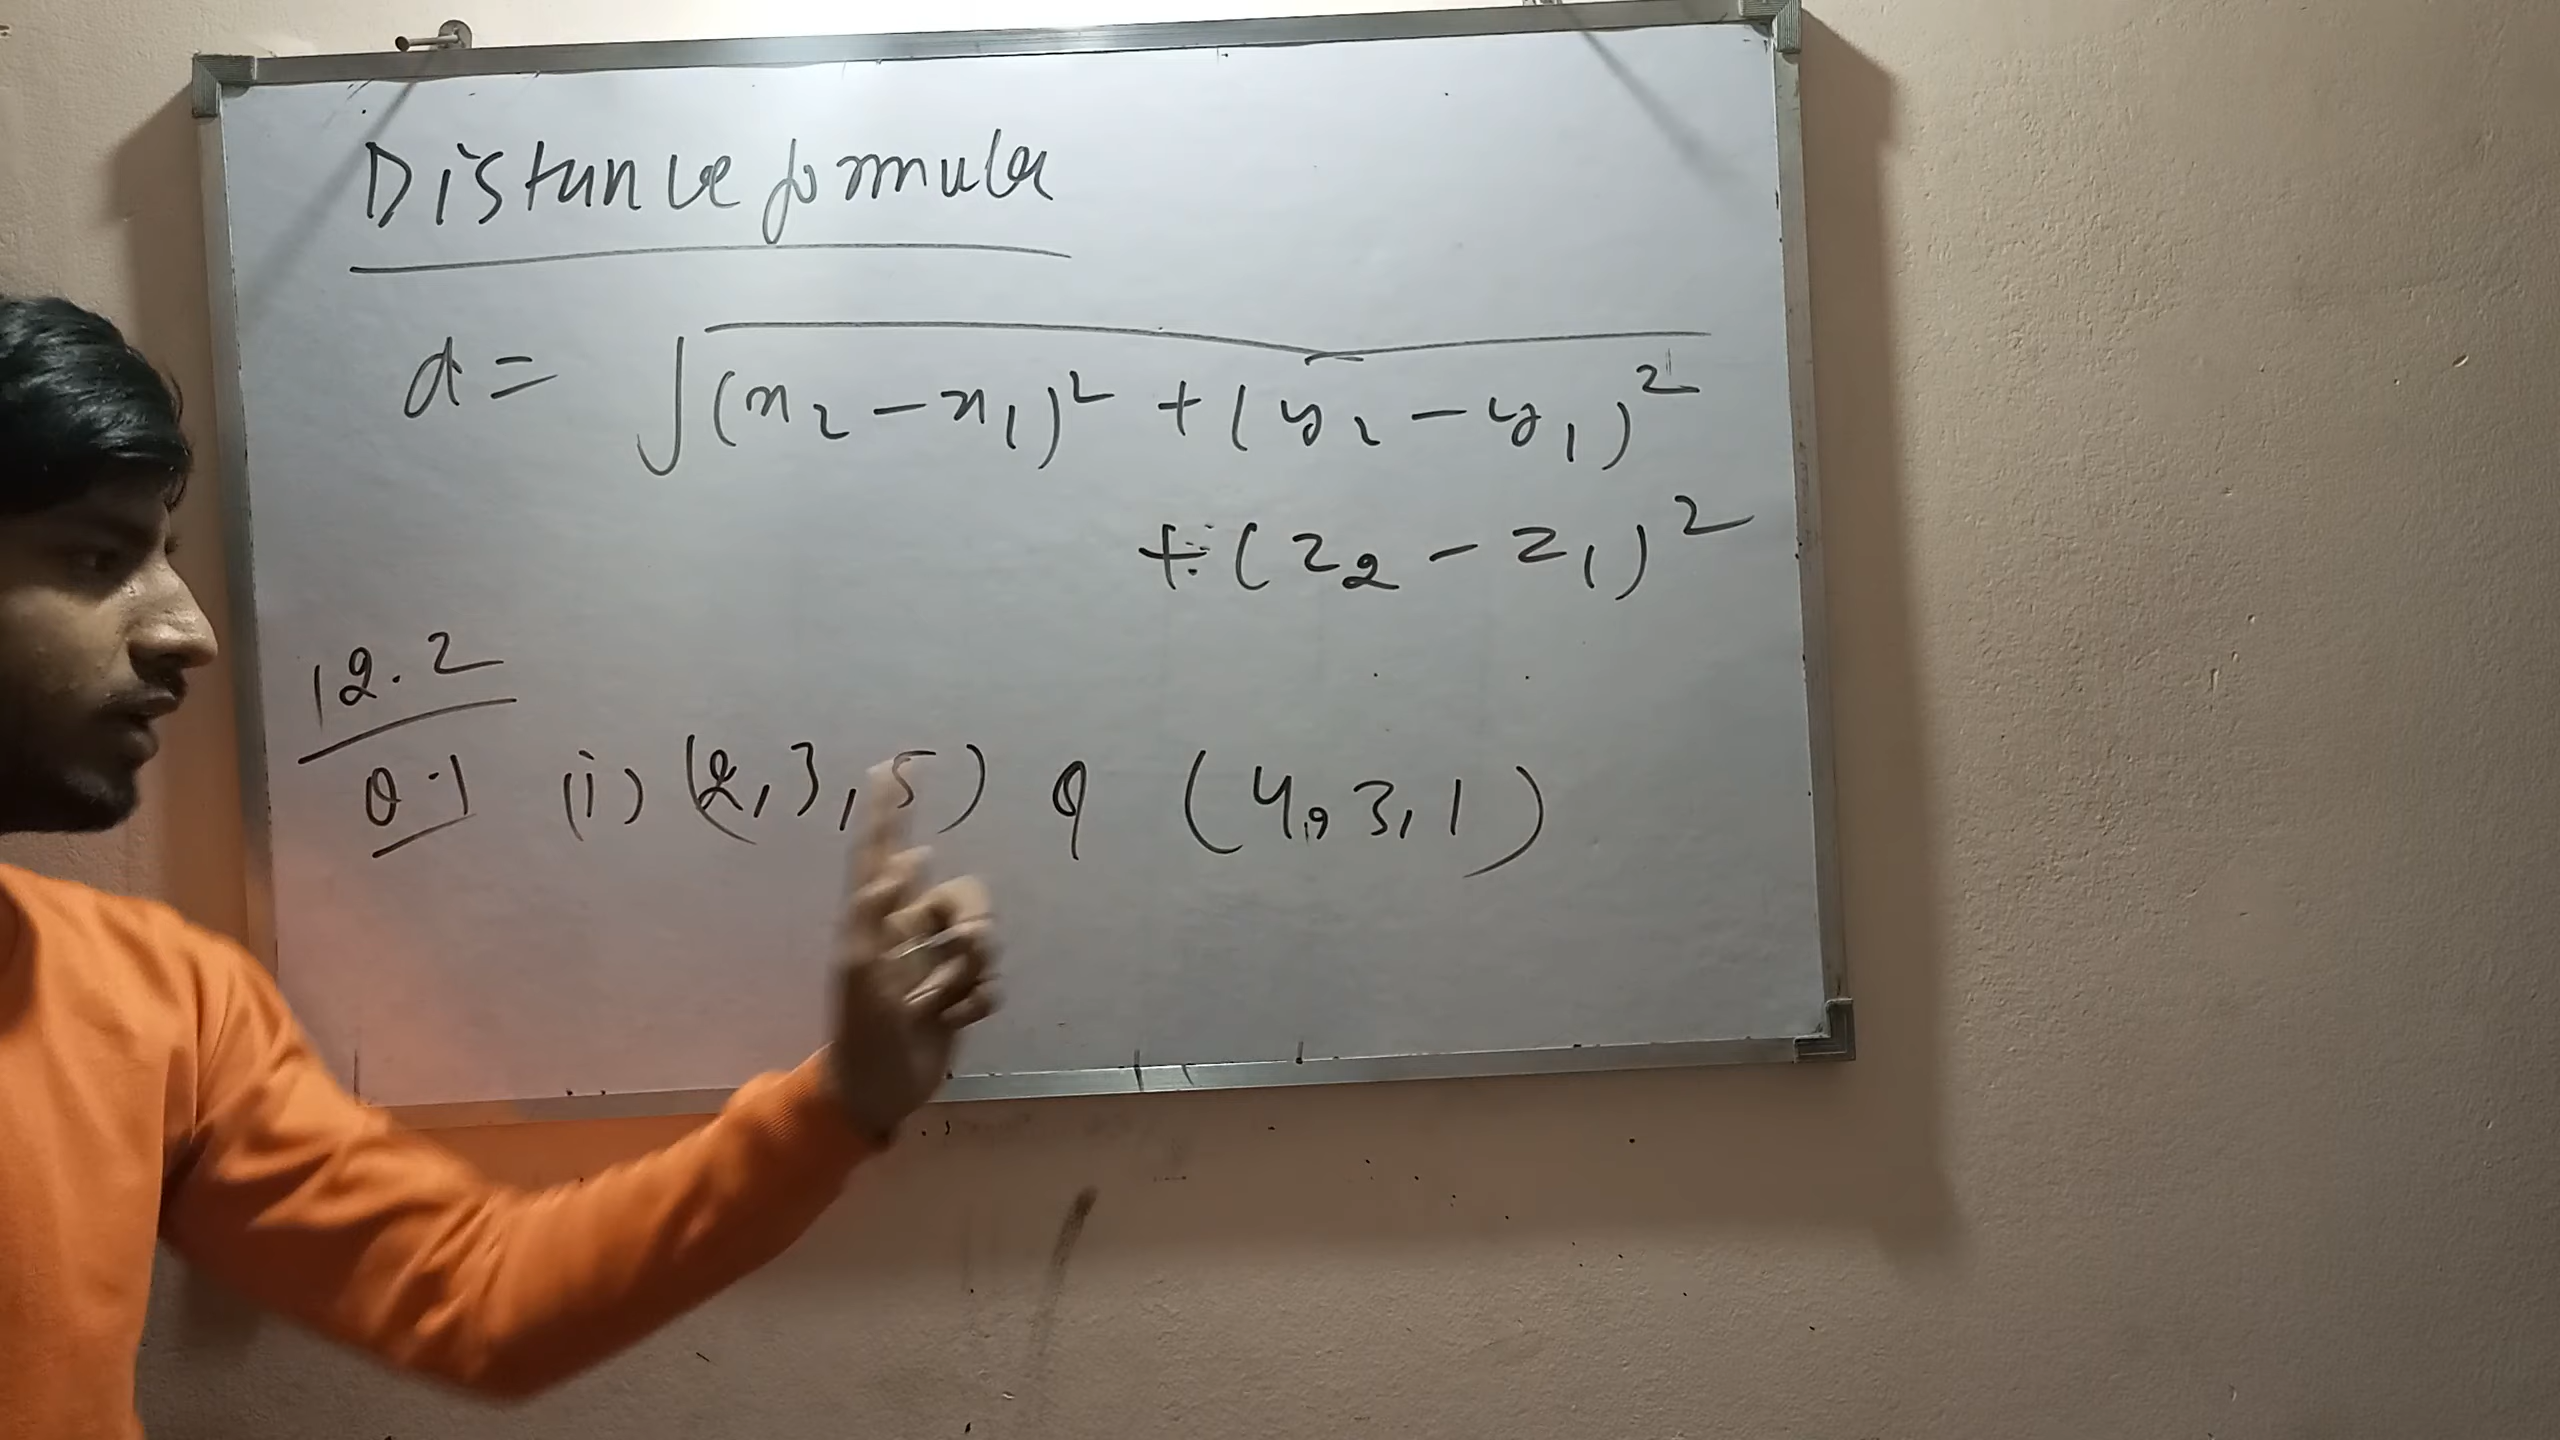 Distance formula
d = √(x₂ - x₁)² + (y₂ - y₁)²
+ (z₂ - z₁)²
12.2
Q.1 (i) (2, 3, 5) & (4, 3, 1)